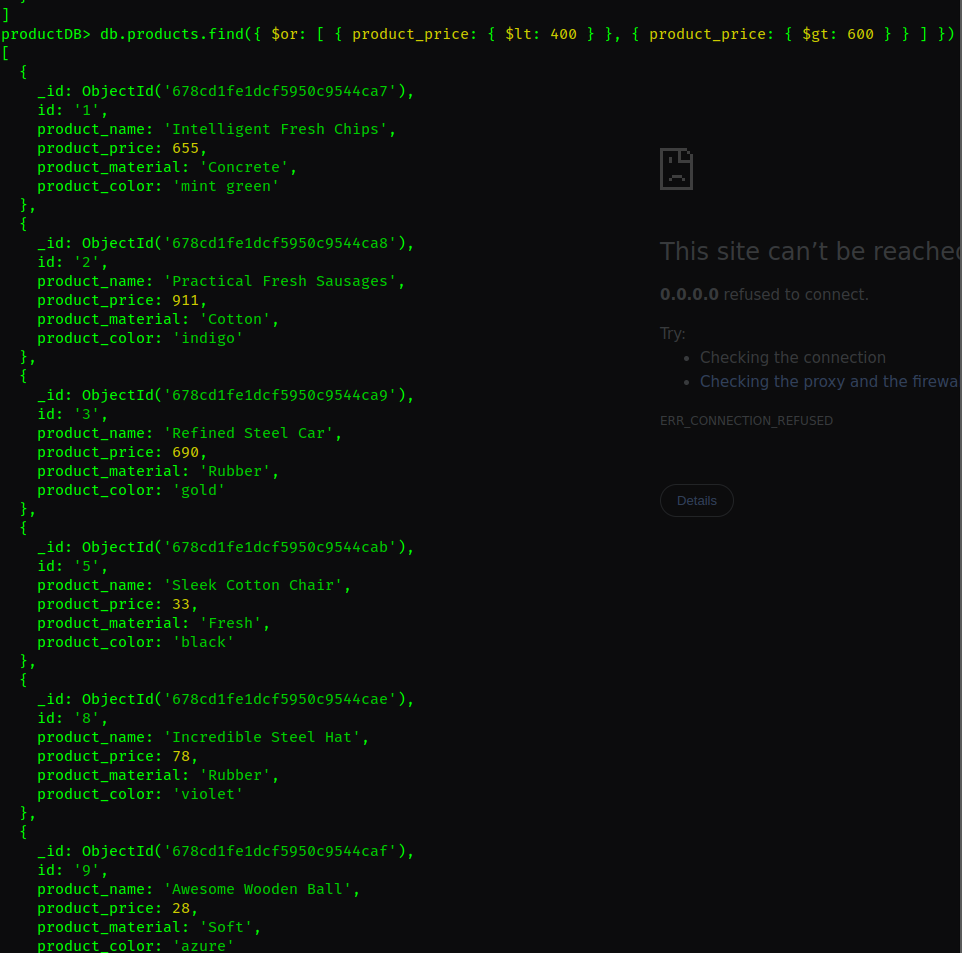 ]
productDB> db.products.find({ $or: [ { product_price: { $lt: 400 } }, { product_price: { $gt: 600 } } ] })
[
  {
    _id: ObjectId('678cd1fe1dcf5950c9544ca7'),
    id: '1',
    product_name: 'Intelligent Fresh Chips',
    product_price: 655,
    product_material: 'Concrete',
    product_color: 'mint green'
  },
  {
    _id: ObjectId('678cd1fe1dcf5950c9544ca8'),
    id: '2',
    product_name: 'Practical Fresh Sausages',
    product_price: 911,
    product_material: 'Cotton',
    product_color: 'indigo'
  },
  {
    _id: ObjectId('678cd1fe1dcf5950c9544ca9'),
    id: '3',
    product_name: 'Refined Steel Car',
    product_price: 690,
    product_material: 'Rubber',
    product_color: 'gold'
  },
  {
    _id: ObjectId('678cd1fe1dcf5950c9544cab'),
    id: '5',
    product_name: 'Sleek Cotton Chair',
    product_price: 33,
    product_material: 'Fresh',
    product_color: 'black'
  },
  {
    _id: ObjectId('678cd1fe1dcf5950c9544cae'),
    id: '8',
    product_name: 'Incredible Steel Hat',
    product_price: 78,
    product_material: 'Rubber',
    product_color: 'violet'
  },
  {
    _id: ObjectId('678cd1fe1dcf5950c9544caf'),
    id: '9',
    product_name: 'Awesome Wooden Ball',
    product_price: 28,
    product_material: 'Soft',
    product_color: 'azure'
This site can’t be reached
0.0.0.0 refused to connect.
Try:
• Checking the connection
• Checking the proxy and the firewa
ERR_CONNECTION_REFUSED
Details